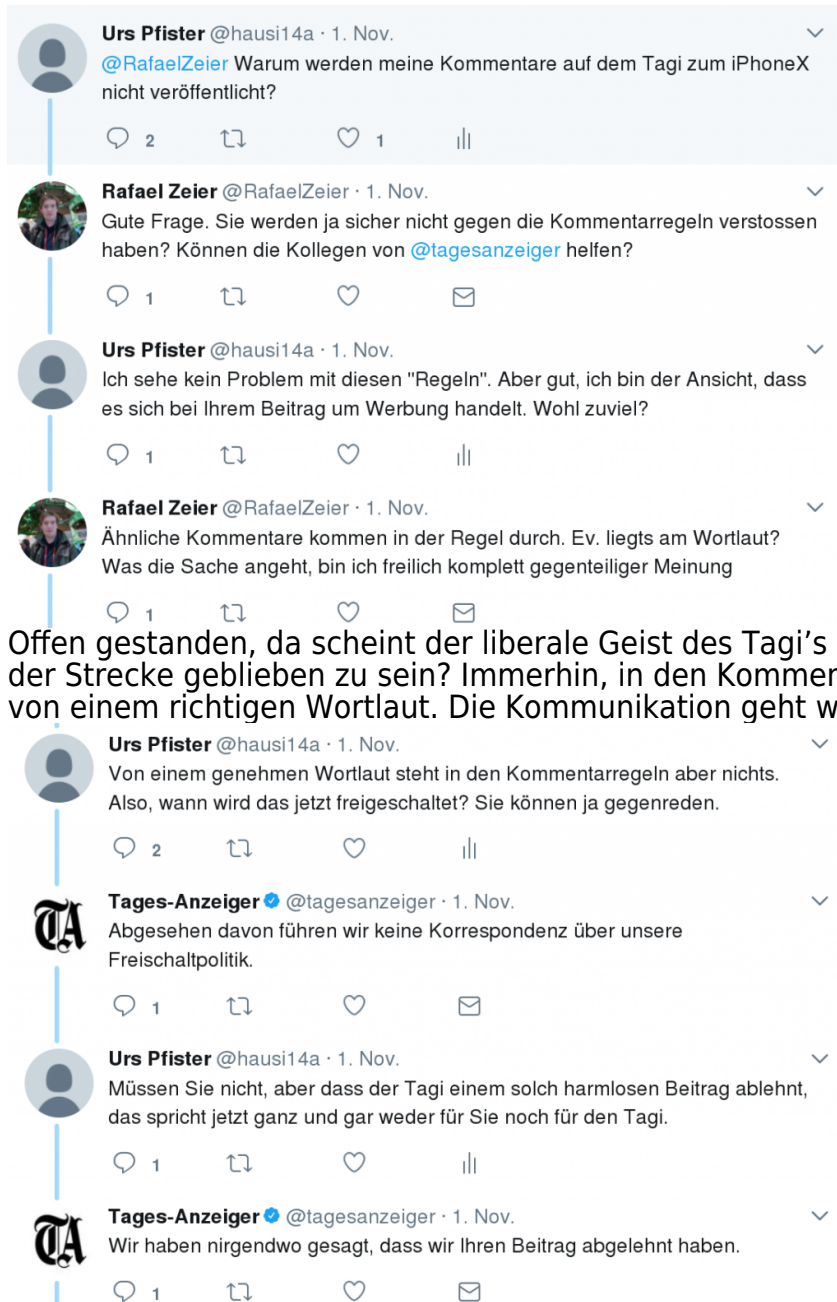 Urs Pfister @hausi14a · 1. Nov.
@RafaelZeier Warum werden meine Kommentare auf dem Tagi zum iPhoneX
nicht veröffentlicht?
2 1
Rafael Zeier @RafaelZeier · 1. Nov.
Gute Frage. Sie werden ja sicher nicht gegen die Kommentarregeln verstossen
haben? Können die Kollegen von @tagesanzeiger helfen?
1
Urs Pfister @hausi14a · 1. Nov.
Ich sehe kein Problem mit diesen "Regeln". Aber gut, ich bin der Ansicht, dass
es sich bei Ihrem Beitrag um Werbung handelt. Wohl zuviel?
1
Rafael Zeier @RafaelZeier · 1. Nov.
Ähnliche Kommentare kommen in der Regel durch. Ev. liegts am Wortlaut?
Was die Sache angeht, bin ich freilich komplett gegenteiliger Meinung
1
Offen gestanden, da scheint der liberale Geist des Tagi's
der Strecke geblieben zu sein? Immerhin, in den Kommen
von einem richtigen Wortlaut. Die Kommunikation geht w
Urs Pfister @hausi14a · 1. Nov.
Von einem genehmen Wortlaut steht in den Kommentarregeln aber nichts.
Also, wann wird das jetzt freigeschaltet? Sie können ja gegenreden.
2
TA
Tages-Anzeiger @tagesanzeiger · 1. Nov.
Abgesehen davon führen wir keine Korrespondenz über unsere
Freischaltpolitik.
1
Urs Pfister @hausi14a · 1. Nov.
Müssen Sie nicht, aber dass der Tagi einem solch harmlosen Beitrag ablehnt,
das spricht jetzt ganz und gar weder für Sie noch für den Tagi.
1
TA
Tages-Anzeiger @tagesanzeiger · 1. Nov.
Wir haben nirgendwo gesagt, dass wir Ihren Beitrag abgelehnt haben.
1